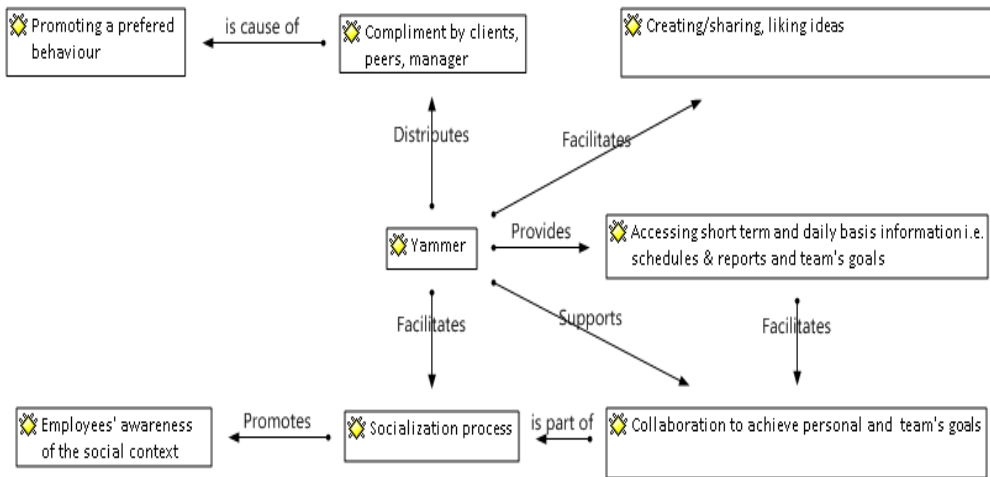 Promoting a prefered
behaviour
is cause of
Compliment by clients,
peers, manager
Creating/sharing, liking ideas
Distributes
Facilitates
Yammer
Provides
Accessing short term and daily basis information i.e.
schedules & reports and team's goals
Facilitates
Supports
Facilitates
Employees' awareness
of the social context
Promotes
Socialization process
is part of
Collaboration to achieve personal and team's goals